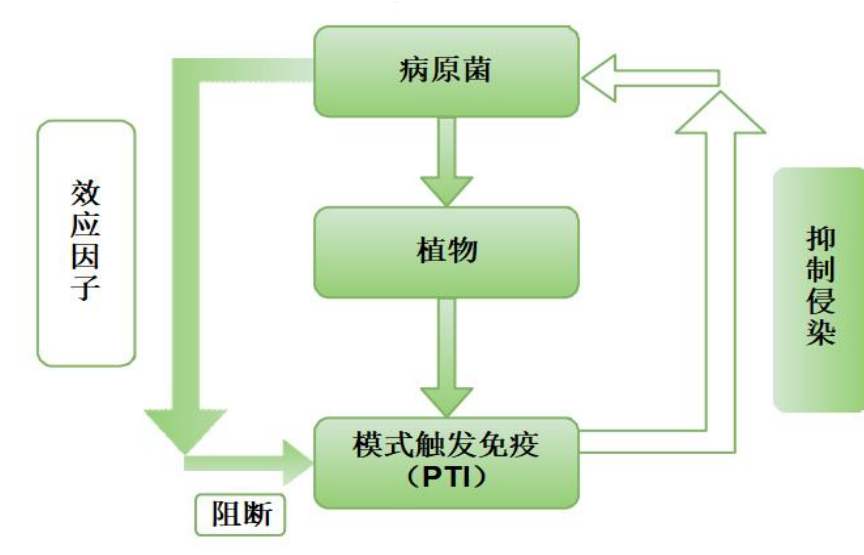 病原菌
效应因子
植物
抑制侵染
模式触发免疫
（PTI）
阻断